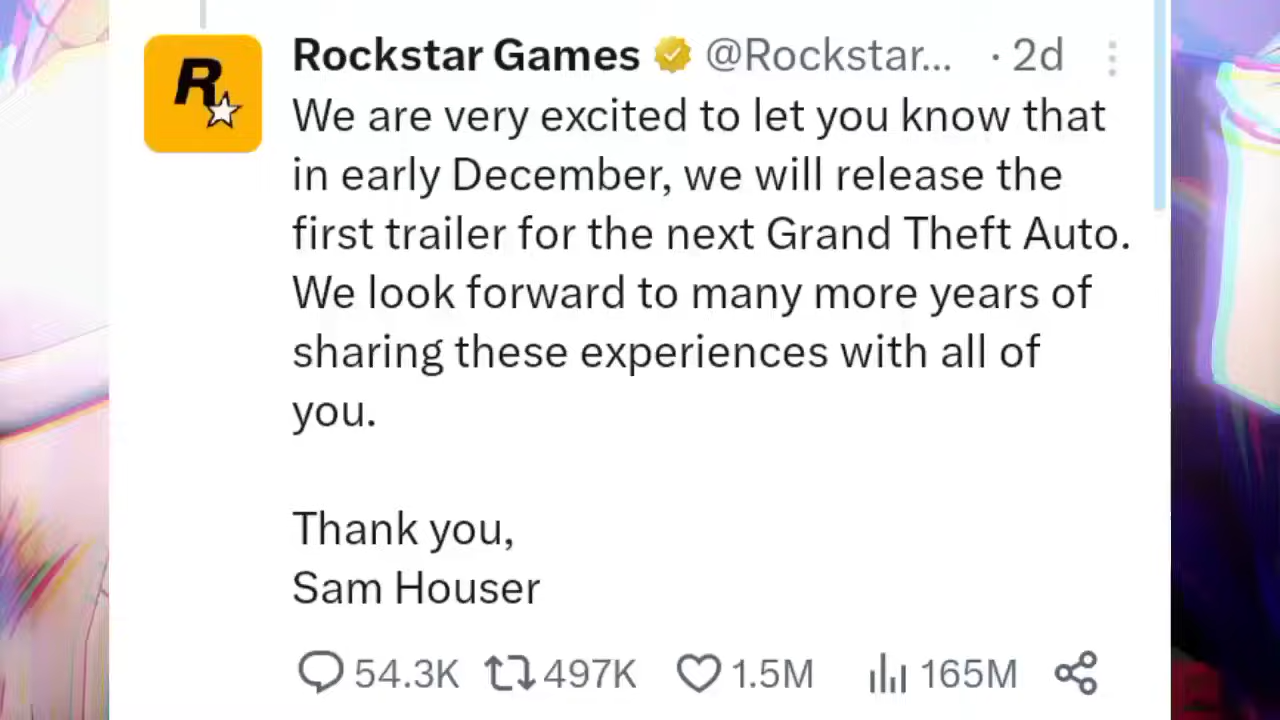 Rockstar Games @Rockstar... · 2d
R
We are very excited to let you know that
in early December, we will release the
first trailer for the next Grand Theft Auto.
We look forward to many more years of
sharing these experiences with all of
you.
Thank you,
Sam Houser
54.3K 497K 1.5M 165M